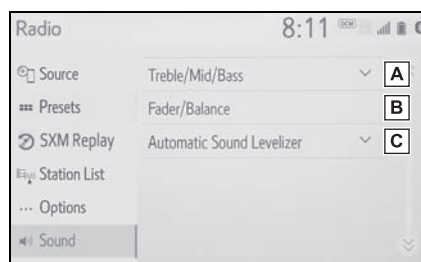 Radio 8:11 DCM
Source
Presets
SXM Replay
Station List
Options
Sound
Treble/Mid/Bass A
Fader/Balance B
Automatic Sound Levelizer C